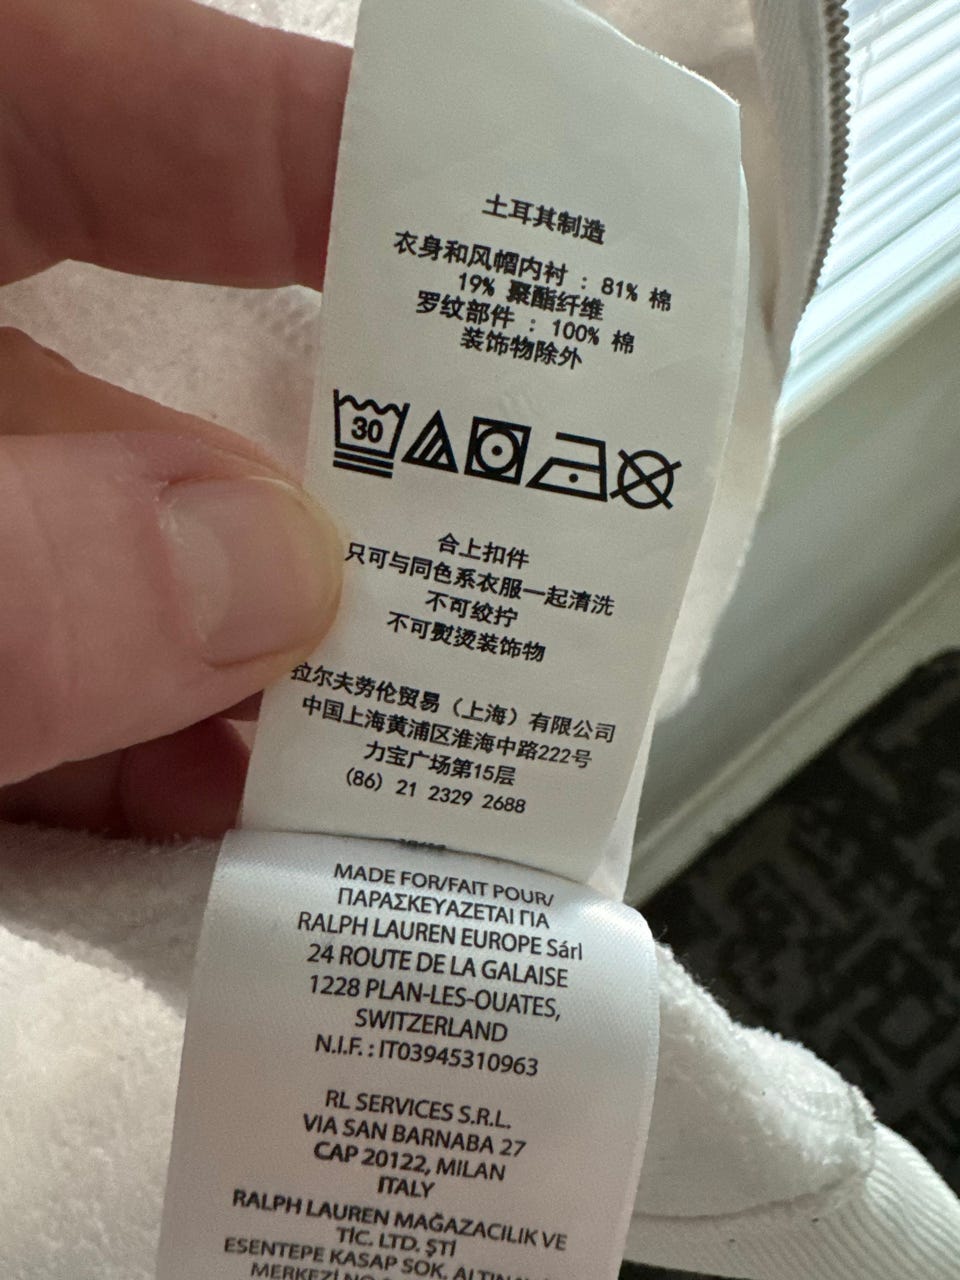 土耳其制造
衣身和风帽内衬 : 81% 棉
19% 聚酯纤维
罗纹部件 : 100% 棉
装饰物除外
30
合上扣件
只可与同色系衣服一起清洗
不可绞拧
不可熨烫装饰物
拉尔夫劳伦贸易（上海）有限公司
中国上海黄浦区淮海中路222号
力宝广场第15层
(86) 21 2329 2688
MADE FOR/FAIT POUR/
ΠΑΡΑΣΚΕΥΑΖΕΤΑΙ ΓΙΑ
RALPH LAUREN EUROPE Sárl
24 ROUTE DE LA GALAISE
1228 PLAN-LES-OUATES,
SWITZERLAND
N.I.F. : IT03945310963
RL SERVICES S.R.L.
VIA SAN BARNABA 27
CAP 20122, MILAN
ITALY
RALPH LAUREN MAĞAZACILIK VE
TİC. LTD. ŞTİ
ESENTEPE KASAP SOK.
MERKEZİ